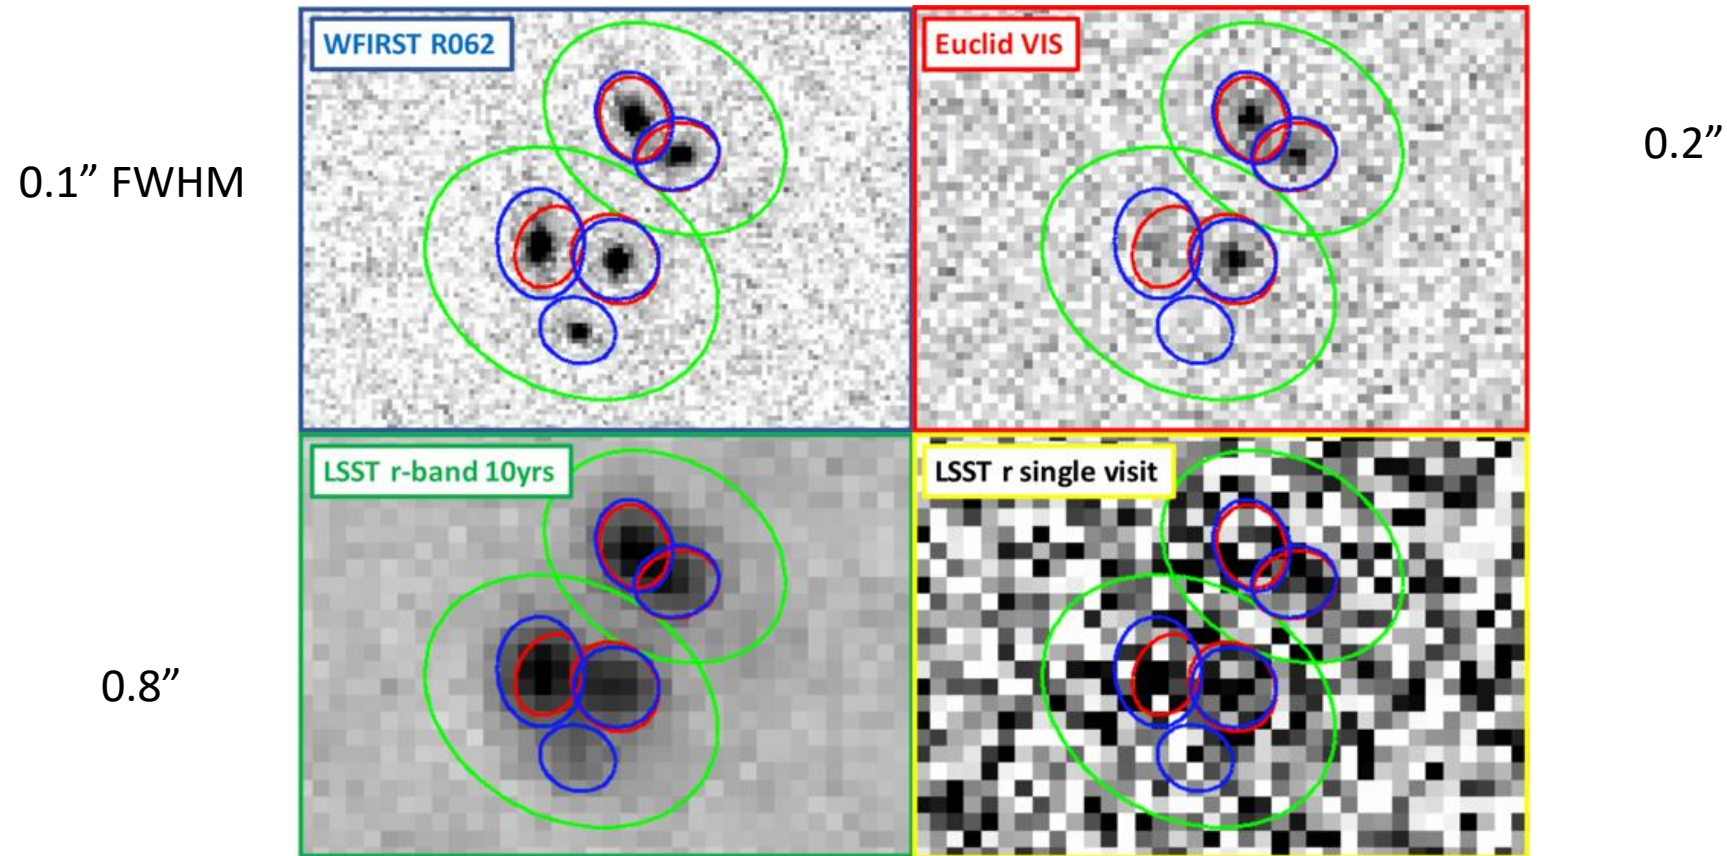 WFIRST R062
Euclid VIS
0.1” FWHM
0.2”
LSST r-band 10yrs
LSST r single visit
0.8”